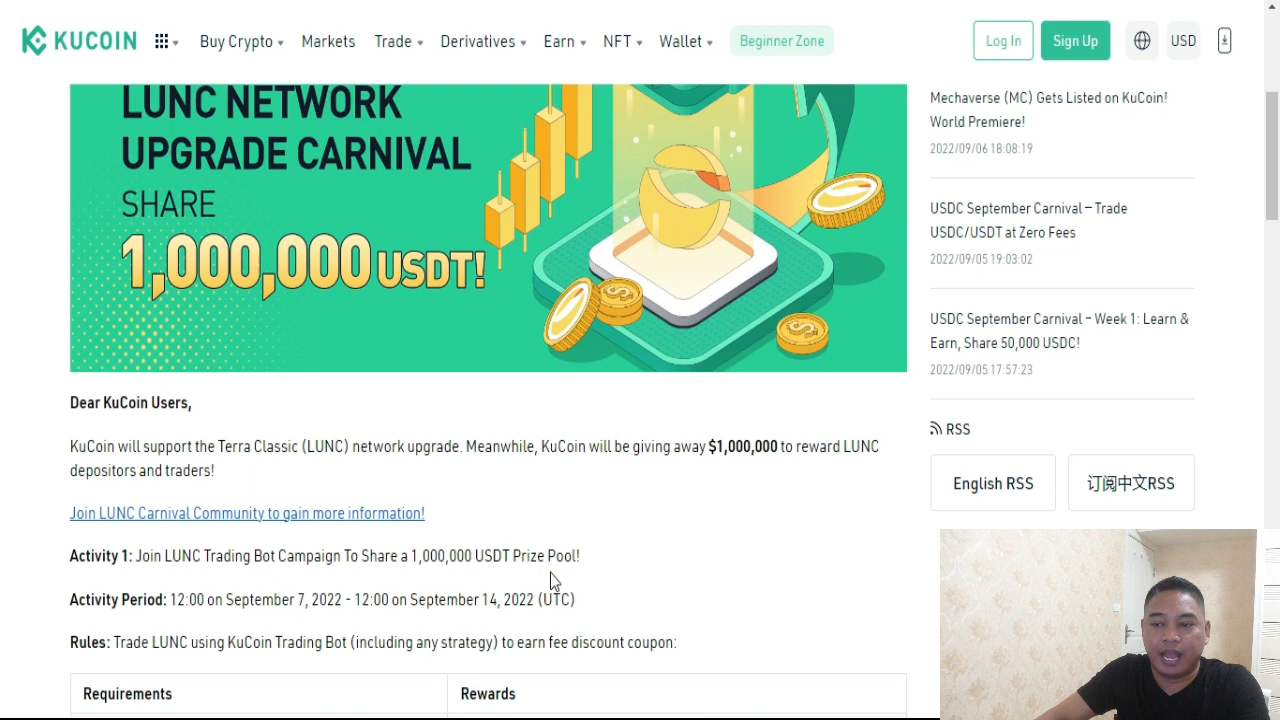 KUCOIN
Buy Crypto Markets Trade Derivatives Earn NFT Wallet Beginner Zone Log In Sign Up USD
LUNC NETWORK
UPGRADE CARNIVAL
SHARE
1,000,000 USDT!
Dear KuCoin Users,
KuCoin will support the Terra Classic (LUNC) network upgrade. Meanwhile, KuCoin will be giving away $1,000,000 to reward LUNC
depositors and traders!
Join LUNC Carnival Community to gain more information!
Activity 1: Join LUNC Trading Bot Campaign To Share a 1,000,000 USDT Prize Pool!
Activity Period: 12:00 on September 7, 2022 - 12:00 on September 14, 2022 (UTC)
Rules: Trade LUNC using KuCoin Trading Bot (including any strategy) to earn fee discount coupon:
Requirements Rewards
Mechaverse (MC) Gets Listed on KuCoin!
World Premiere!
2022/09/06 18:08:19
USDC September Carnival — Trade
USDC/USDT at Zero Fees
2022/09/05 19:03:02
USDC September Carnival – Week 1: Learn &
Earn, Share 50,000 USDC!
2022/09/05 17:57:23
RSS
English RSS 订阅中文RSS